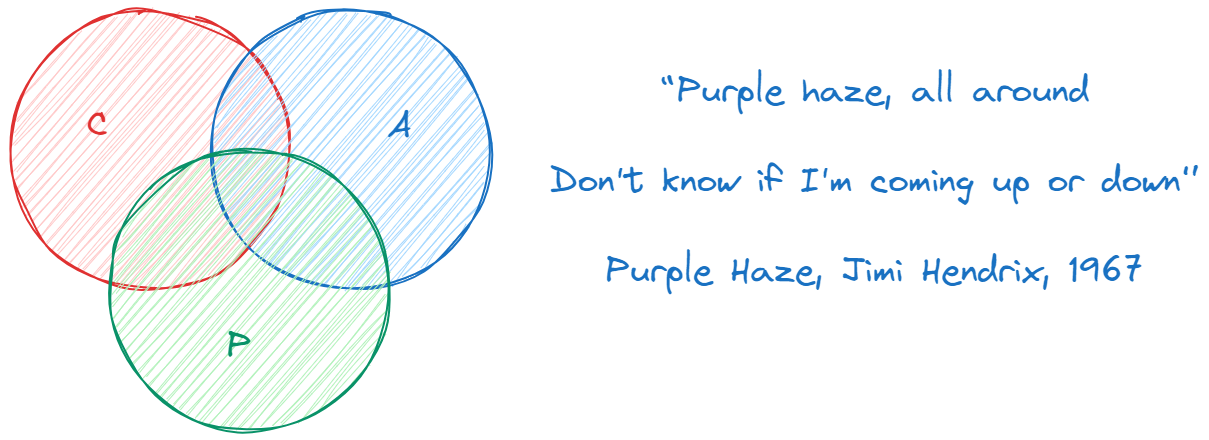 C
A
P
“Purple haze, all around
Don't know if I'm coming up or down”
Purple Haze, Jimi Hendrix, 1967